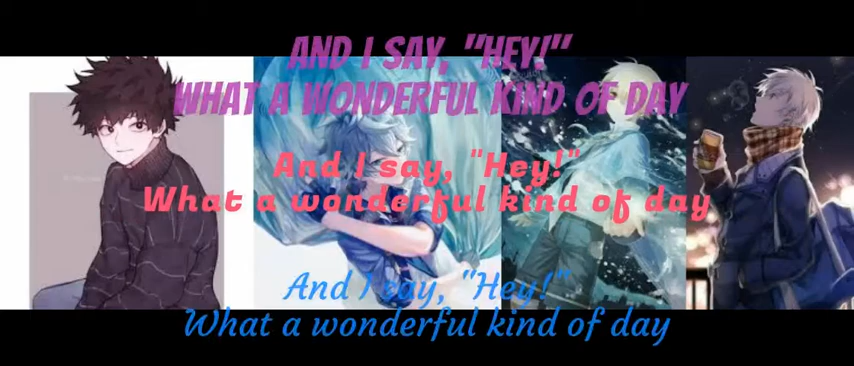 AND I SAY, "HEY!"
WHAT A WONDERFUL KIND OF DAY
And I say, "Hey!"
What a wonderful kind of day
And I say, "Hey!"
What a wonderful kind of day